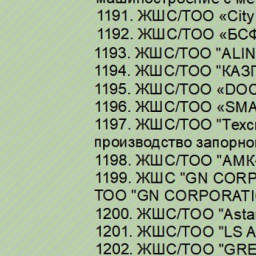 машиностроение с ме
1191. ЖШС/ТОО «City
1192. ЖШС/ТОО «БСФ
1193. ЖШС/ТОО "ALIN
1194. ЖШС/ТОО "КАЗГ
1195. ЖШС/ТОО «DOC
1196. ЖШС/ТОО «SMA
1197. ЖШС/ТОО "Техс
производство запорно
1198. ЖШС/ТОО "АМК-
1199. ЖШС "GN CORP
ТОО "GN CORPORATI
1200. ЖШС/ТОО "Asta
1201. ЖШС/ТОО "LS A
1202. ЖШС/ТОО "GRE